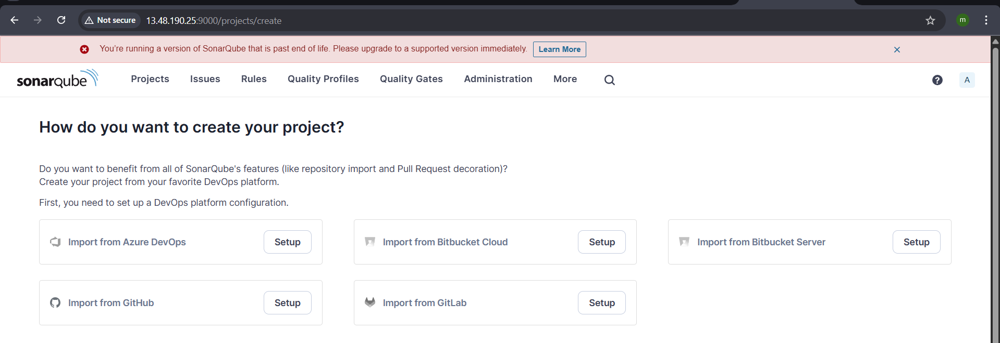 Not secure 13.48.190.25:9000/projects/create m
You're running a version of SonarQube that is past end of life. Please upgrade to a supported version immediately. Learn More
sonarqube Projects Issues Rules Quality Profiles Quality Gates Administration More ? A
How do you want to create your project?
Do you want to benefit from all of SonarQube's features (like repository import and Pull Request decoration)?
Create your project from your favorite DevOps platform.
First, you need to set up a DevOps platform configuration.
Import from Azure DevOps Setup Import from Bitbucket Cloud Setup Import from Bitbucket Server Setup
Import from GitHub Setup Import from GitLab Setup